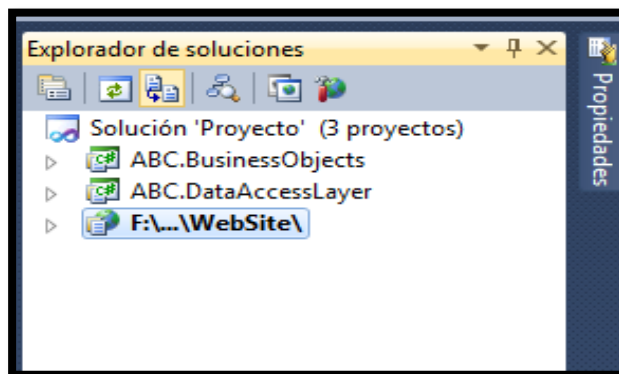 Explorador de soluciones
Solución 'Proyecto' (3 proyectos)
ABC.BusinessObjects
ABC.DataAccessLayer
F:\...\WebSite\
Propiedades